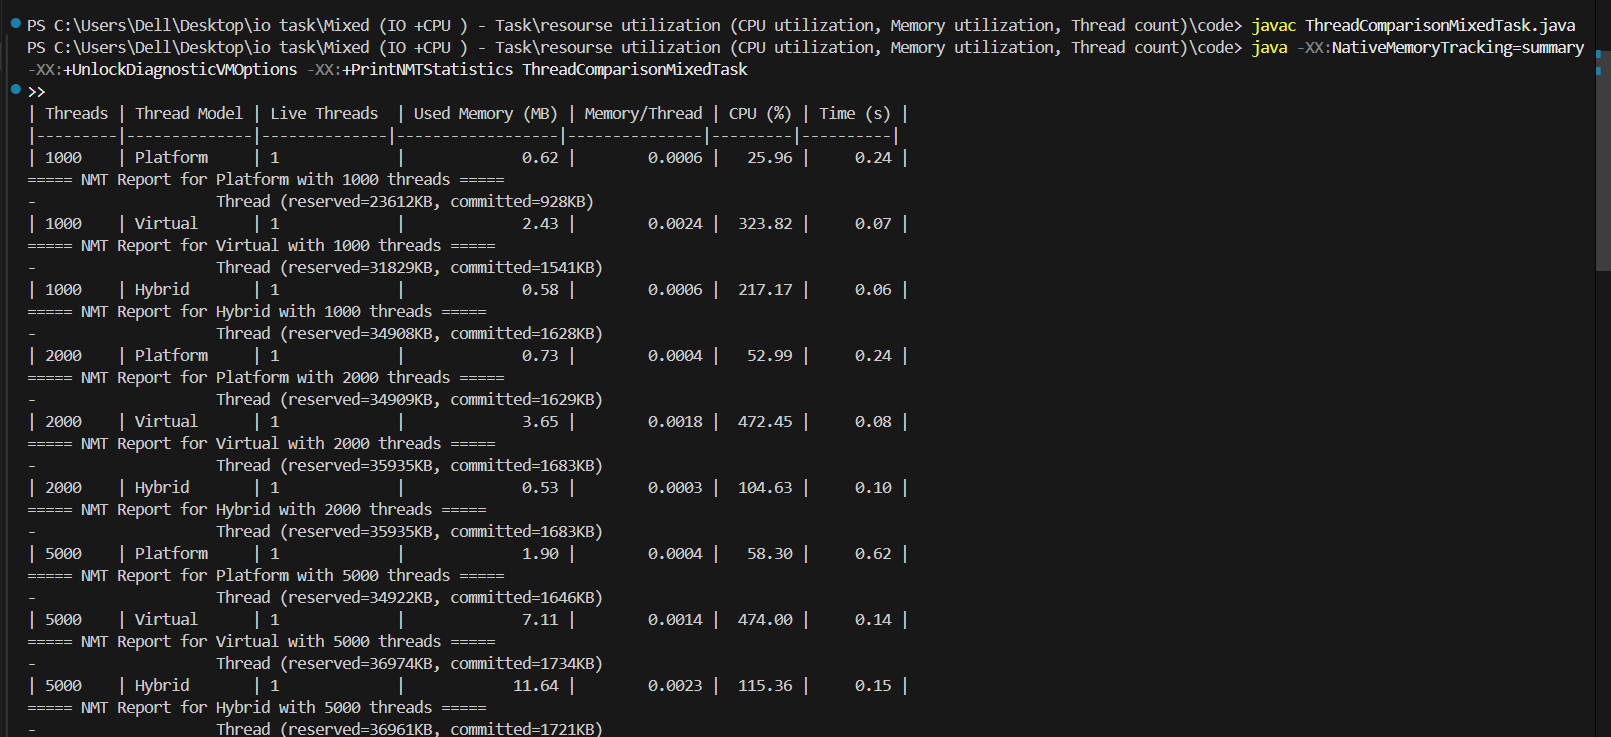 PS C:\Users\Dell\Desktop\io task\Mixed (IO +CPU ) - Task\resourse utilization (CPU utilization, Memory utilization, Thread count)\code> javac ThreadComparisonMixedTask.java
PS C:\Users\Dell\Desktop\io task\Mixed (IO +CPU ) - Task\resourse utilization (CPU utilization, Memory utilization, Thread count)\code> java -XX:NativeMemoryTracking=summary
-XX:+UnlockDiagnosticVMOptions -XX:+PrintNMTStatistics ThreadComparisonMixedTask
>>
| Threads | Thread Model | Live Threads  | Used Memory (MB) | Memory/Thread | CPU (%) | Time (s) |
|---------|--------------|--------------|------------------|---------------|---------|----------|
| 1000    | Platform     | 1             |             0.62 |        0.0006 |   25.96 |     0.24 |
===== NMT Report for Platform with 1000 threads =====
-                    Thread (reserved=23612KB, committed=928KB)
| 1000    | Virtual      | 1             |             2.43 |        0.0024 |  323.82 |     0.07 |
===== NMT Report for Virtual with 1000 threads =====
-                    Thread (reserved=31829KB, committed=1541KB)
| 1000    | Hybrid       | 1             |             0.58 |        0.0006 |  217.17 |     0.06 |
===== NMT Report for Hybrid with 1000 threads =====
-                    Thread (reserved=34908KB, committed=1628KB)
| 2000    | Platform     | 1             |             0.73 |        0.0004 |   52.99 |     0.24 |
===== NMT Report for Platform with 2000 threads =====
-                    Thread (reserved=34909KB, committed=1629KB)
| 2000    | Virtual      | 1             |             3.65 |        0.0018 |  472.45 |     0.08 |
===== NMT Report for Virtual with 2000 threads =====
-                    Thread (reserved=35935KB, committed=1683KB)
| 2000    | Hybrid       | 1             |             0.53 |        0.0003 |  104.63 |     0.10 |
===== NMT Report for Hybrid with 2000 threads =====
-                    Thread (reserved=35935KB, committed=1683KB)
| 5000    | Platform     | 1             |             1.90 |        0.0004 |   58.30 |     0.62 |
===== NMT Report for Platform with 5000 threads =====
-                    Thread (reserved=34922KB, committed=1646KB)
| 5000    | Virtual      | 1             |             7.11 |        0.0014 |  474.00 |     0.14 |
===== NMT Report for Virtual with 5000 threads =====
-                    Thread (reserved=36974KB, committed=1734KB)
| 5000    | Hybrid       | 1             |            11.64 |        0.0023 |  115.36 |     0.15 |
===== NMT Report for Hybrid with 5000 threads =====
-                    Thread (reserved=36961KB, committed=1721KB)